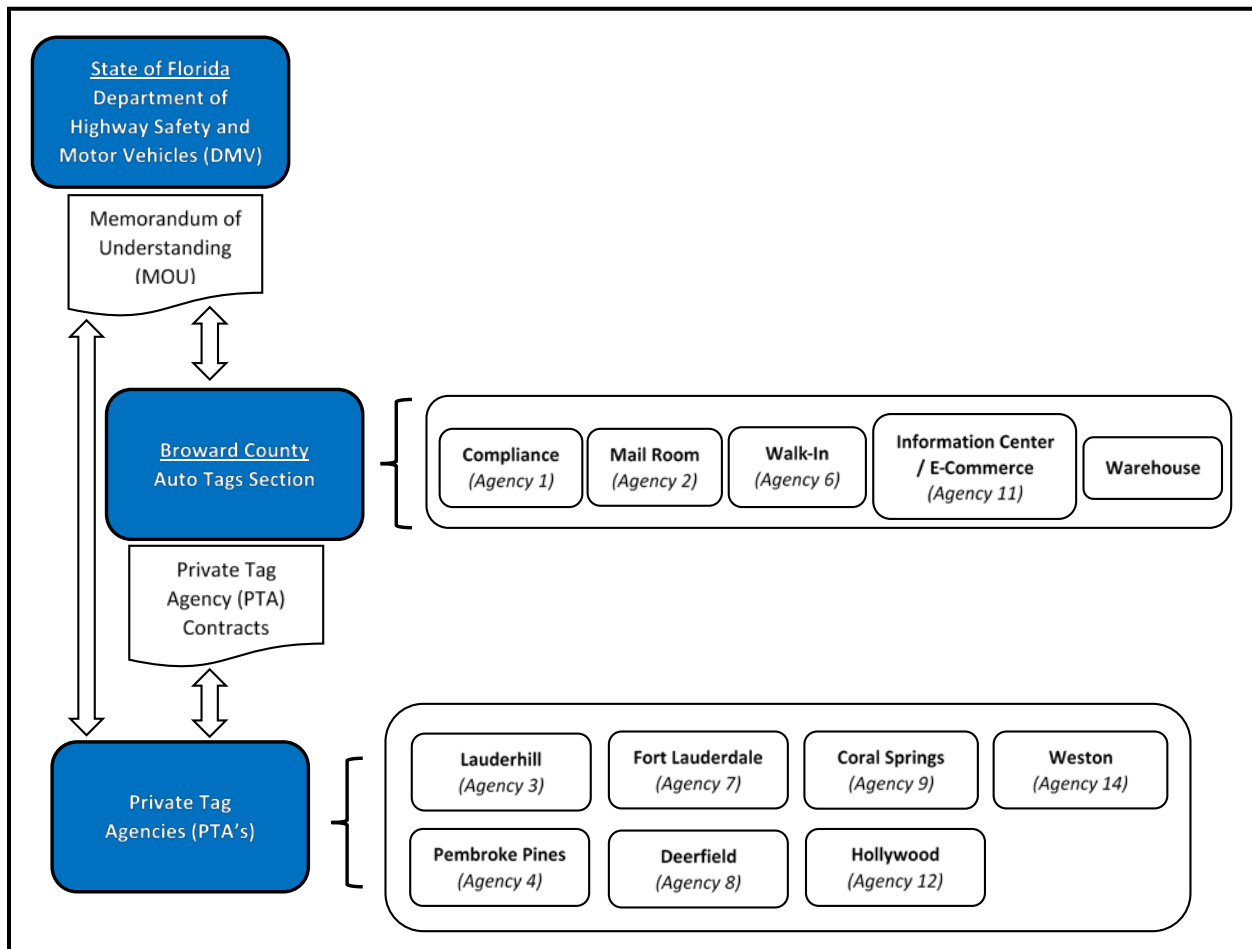 State of Florida
Department of
Highway Safety and
Motor Vehicles (DMV)
Memorandum of
Understanding
(MOU)
Broward County
Auto Tags Section
Compliance
(Agency 1)
Mail Room
(Agency 2)
Walk-In
(Agency 6)
Information Center
/ E-Commerce
(Agency 11)
Warehouse
Private Tag
Agency (PTA)
Contracts
Private Tag
Agencies (PTA's)
Lauderhill
(Agency 3)
Fort Lauderdale
(Agency 7)
Coral Springs
(Agency 9)
Weston
(Agency 14)
Pembroke Pines
(Agency 4)
Deerfield
(Agency 8)
Hollywood
(Agency 12)